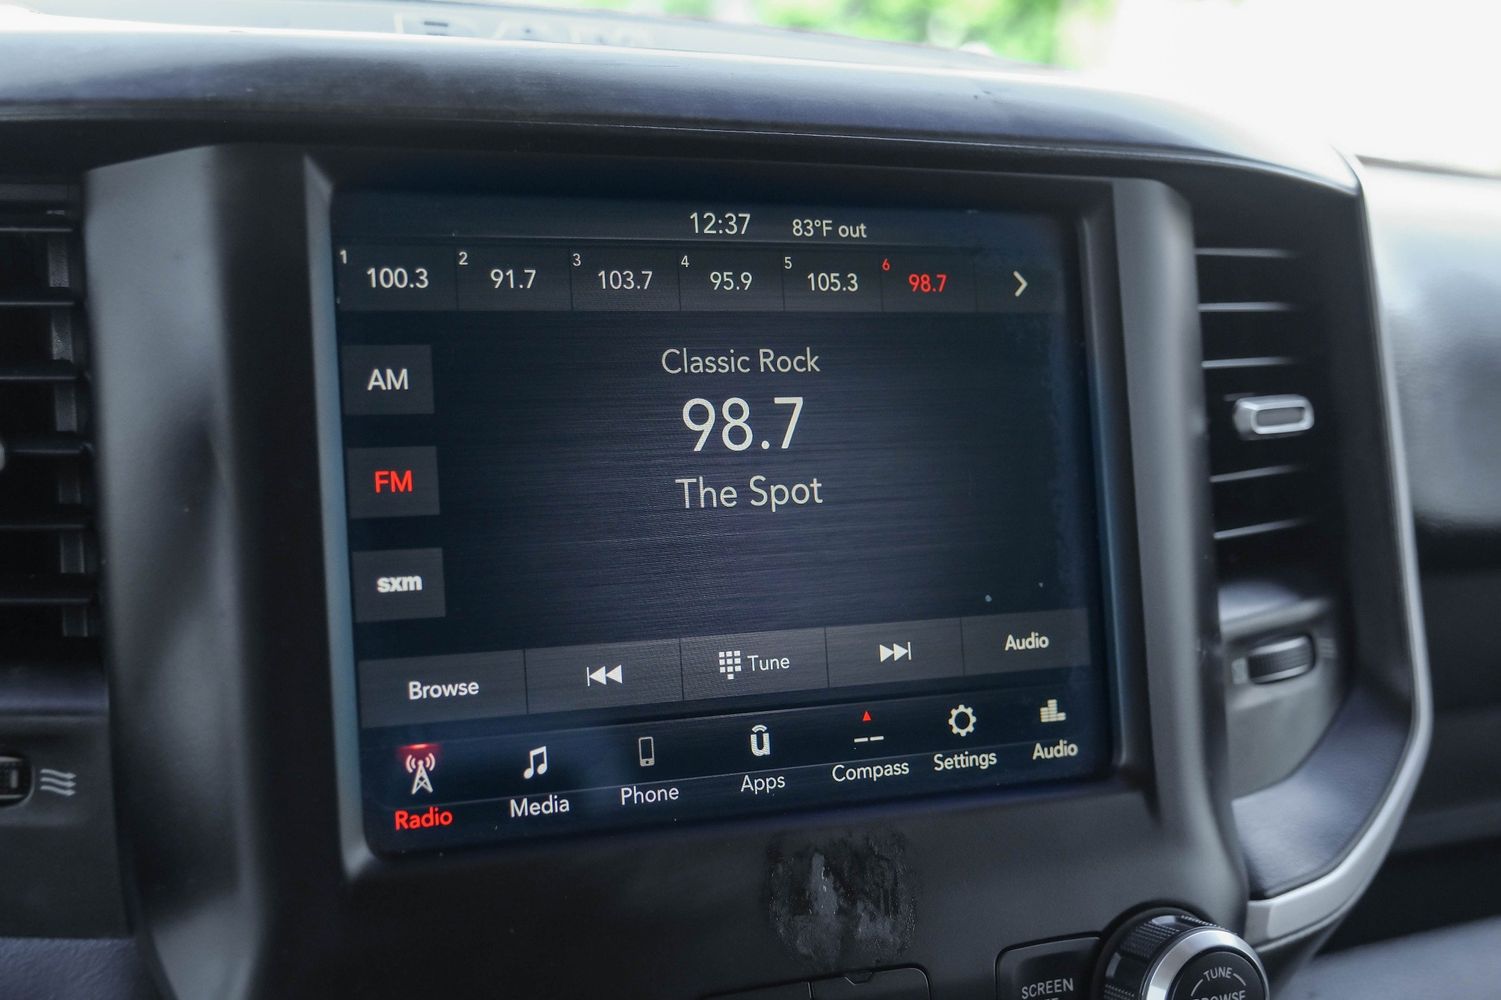 12:37 83°F out
1 100.3 2 91.7 3 103.7 4 95.9 5 105.3 6 98.7
Classic Rock
AM
98.7
FM
The Spot
sxm
Browse Tune Audio
Radio Media Phone Apps Compass Settings Audio
TUNE
SCREEN